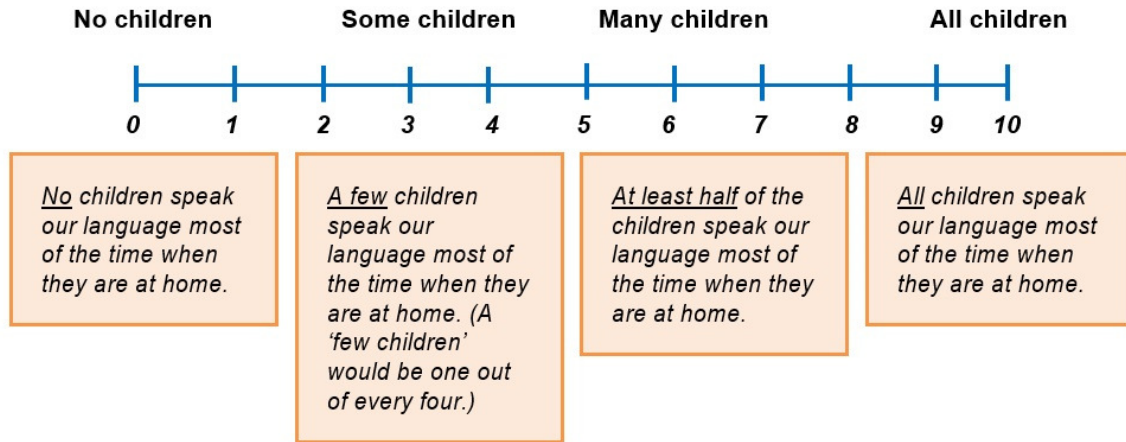 No children Some children Many children All children
0 1 2 3 4 5 6 7 8 9 10
No children speak
our language most
of the time when
they are at home.
A few children
speak our
language most of
the time when they
are at home. (A
‘few children’
would be one out
of every four.)
At least half of the
children speak our
language most of
the time when they
are at home.
All children speak
our language most
of the time when
they are at home.